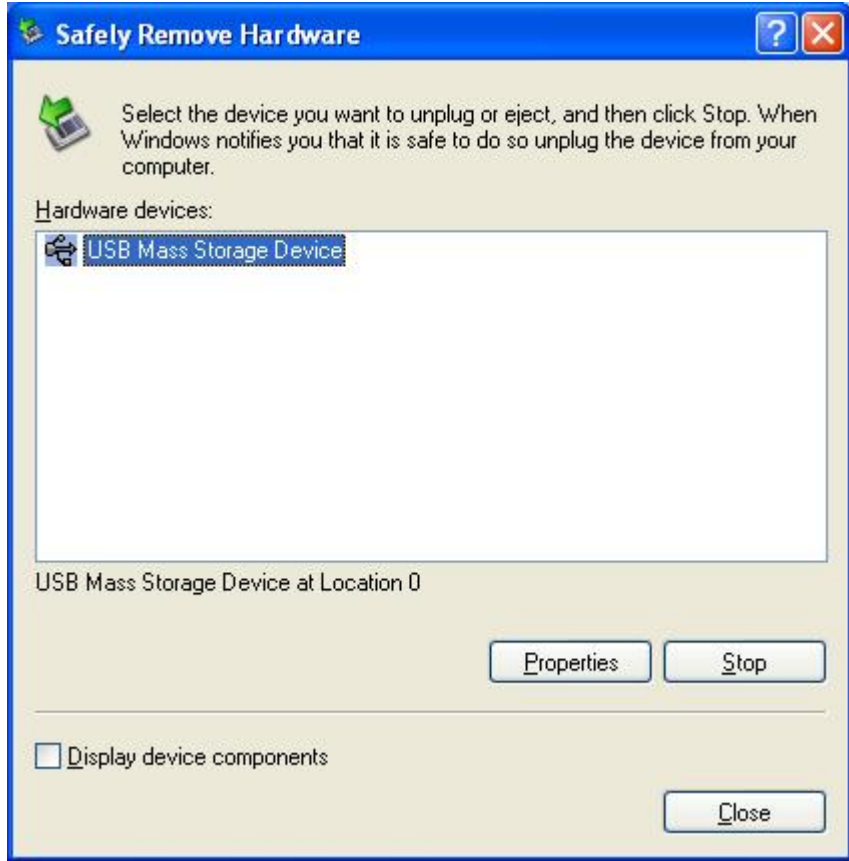 Safely Remove Hardware
Select the device you want to unplug or eject, and then click Stop. When
Windows notifies you that it is safe to do so unplug the device from your
computer.
Hardware devices:
USB Mass Storage Device
USB Mass Storage Device at Location 0
Properties Stop
Display device components
Close